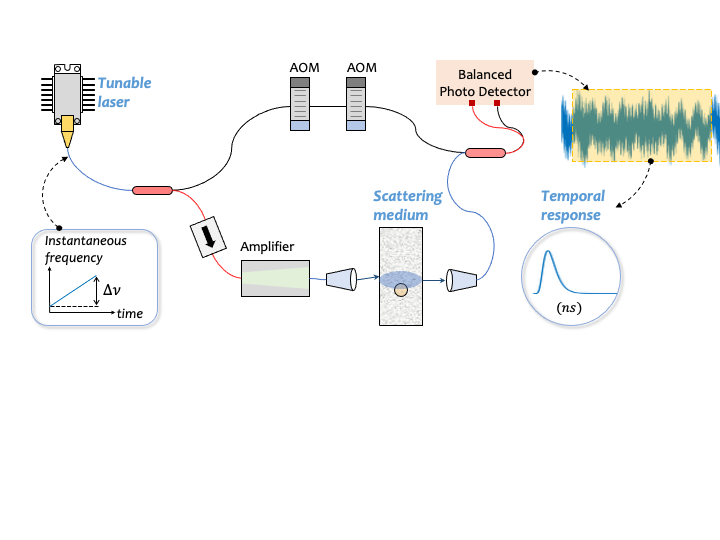 AOM
AOM
Tunable
laser
Balanced
Photo Detector
Scattering
medium
Temporal
response
Instantaneous
frequency
Δν
time
Amplifier
(ns)